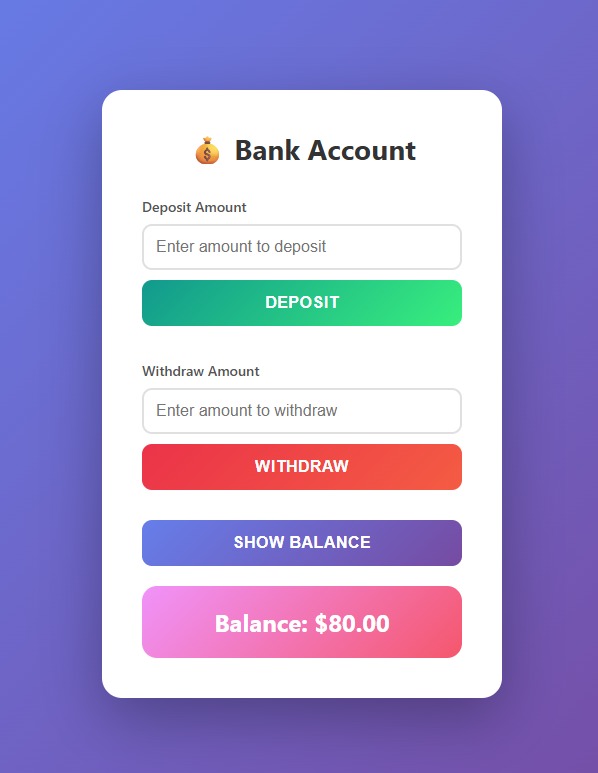 Bank Account
Deposit Amount
Enter amount to deposit
DEPOSIT
Withdraw Amount
Enter amount to withdraw
WITHDRAW
SHOW BALANCE
Balance: $80.00